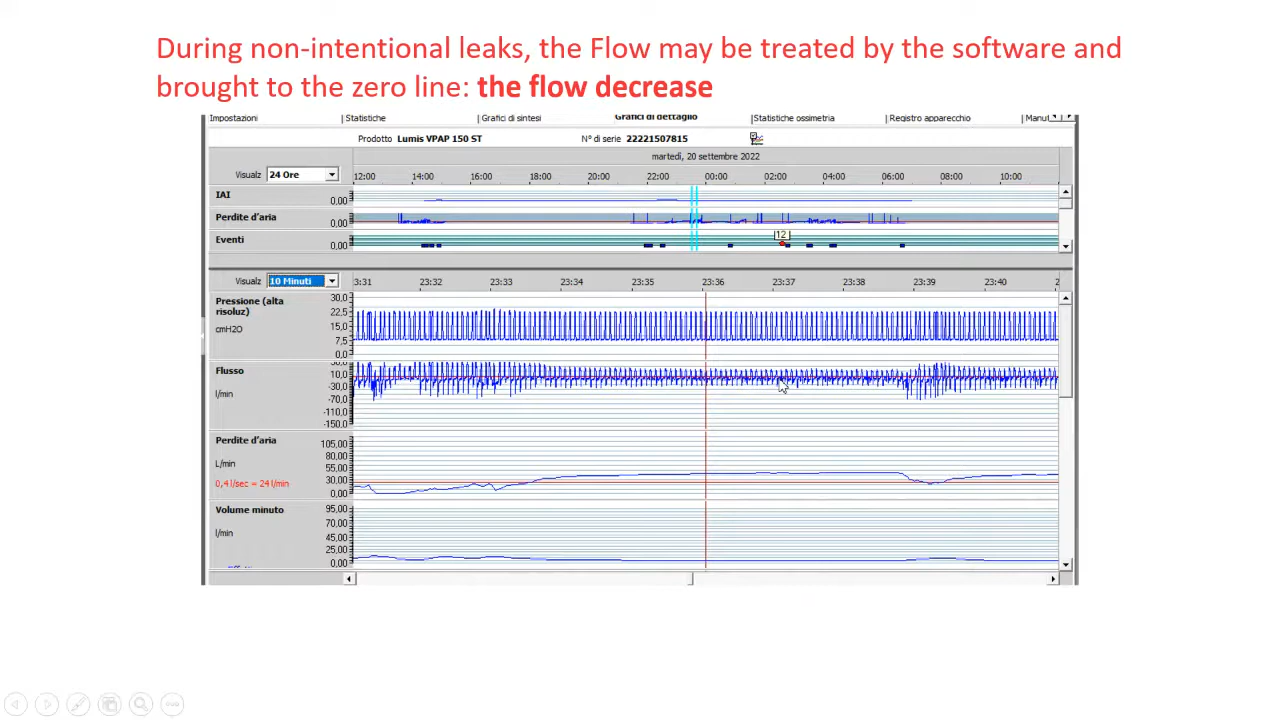 During non-intentional leaks, the Flow may be treated by the software and
brought to the zero line: the flow decrease
Impostazioni Statistiche Grafici di sintesi Grafici di dettaglio Statistiche ossimetria Registro apparecchio
Prodotto Lumis VPAP 150 ST N° di serie 22221507815
martedì, 20 settembre 2022
Visualz 24 Ore 12:00 14:00 16:00 18:00 20:00 22:00 00:00 02:00 04:00 06:00 08:00 10:00
IAI 0,00
Perdite d'aria 0,00
12
Eventi 0,00
Visualz 10 Minuti 3:31 23:32 23:33 23:34 23:35 23:36 23:37 23:38 23:39 23:40 2
Pressione (alta 30,0
risoluz) 22,5
cmH2O 15,0
7,5
0,0
Flusso 10,0
-30,0
l/min -70,0
-110,0
-150,0
Perdite d'aria 105,00
80,00
L/min 55,00
0,4 l/sec = 24 l/min 30,00
0,00
Volume minuto 95,00
70,00
l/min 45,00
25,00
0,00